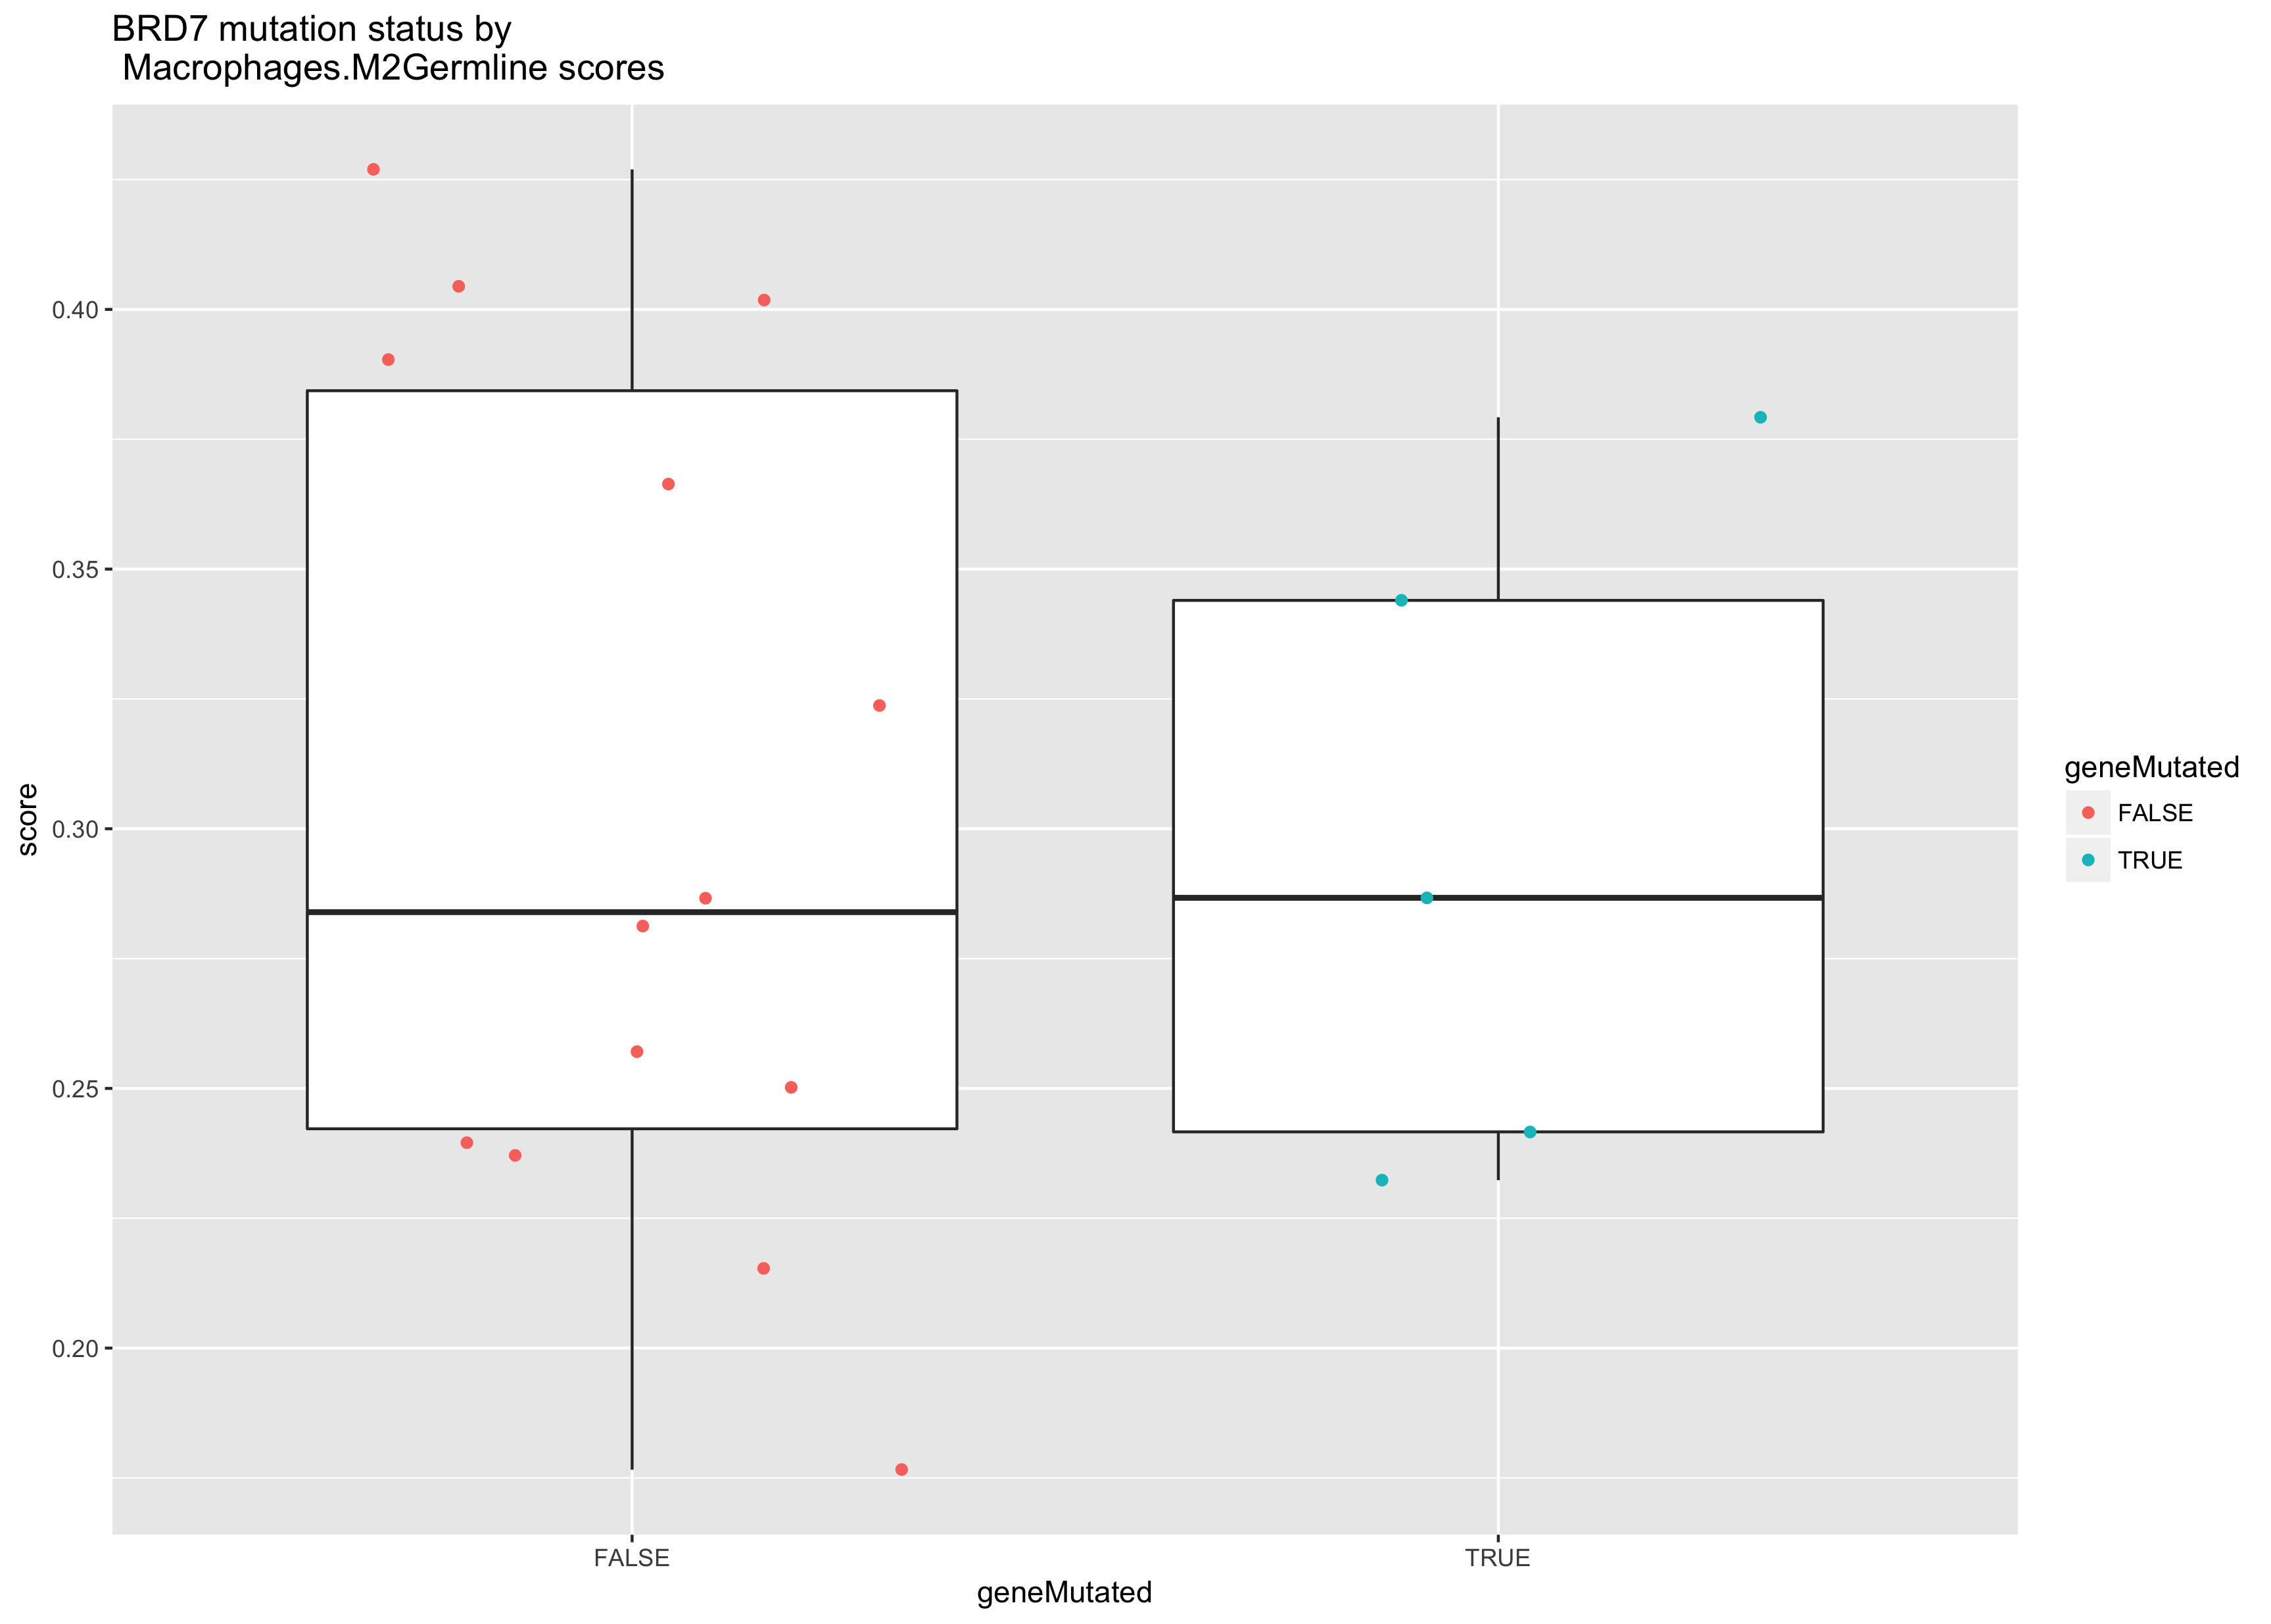 BRD7 mutation status by
Macrophages.M2Germline scores
score
0.40
0.35
0.30
0.25
0.20
FALSE
TRUE
geneMutated
geneMutated
FALSE
TRUE